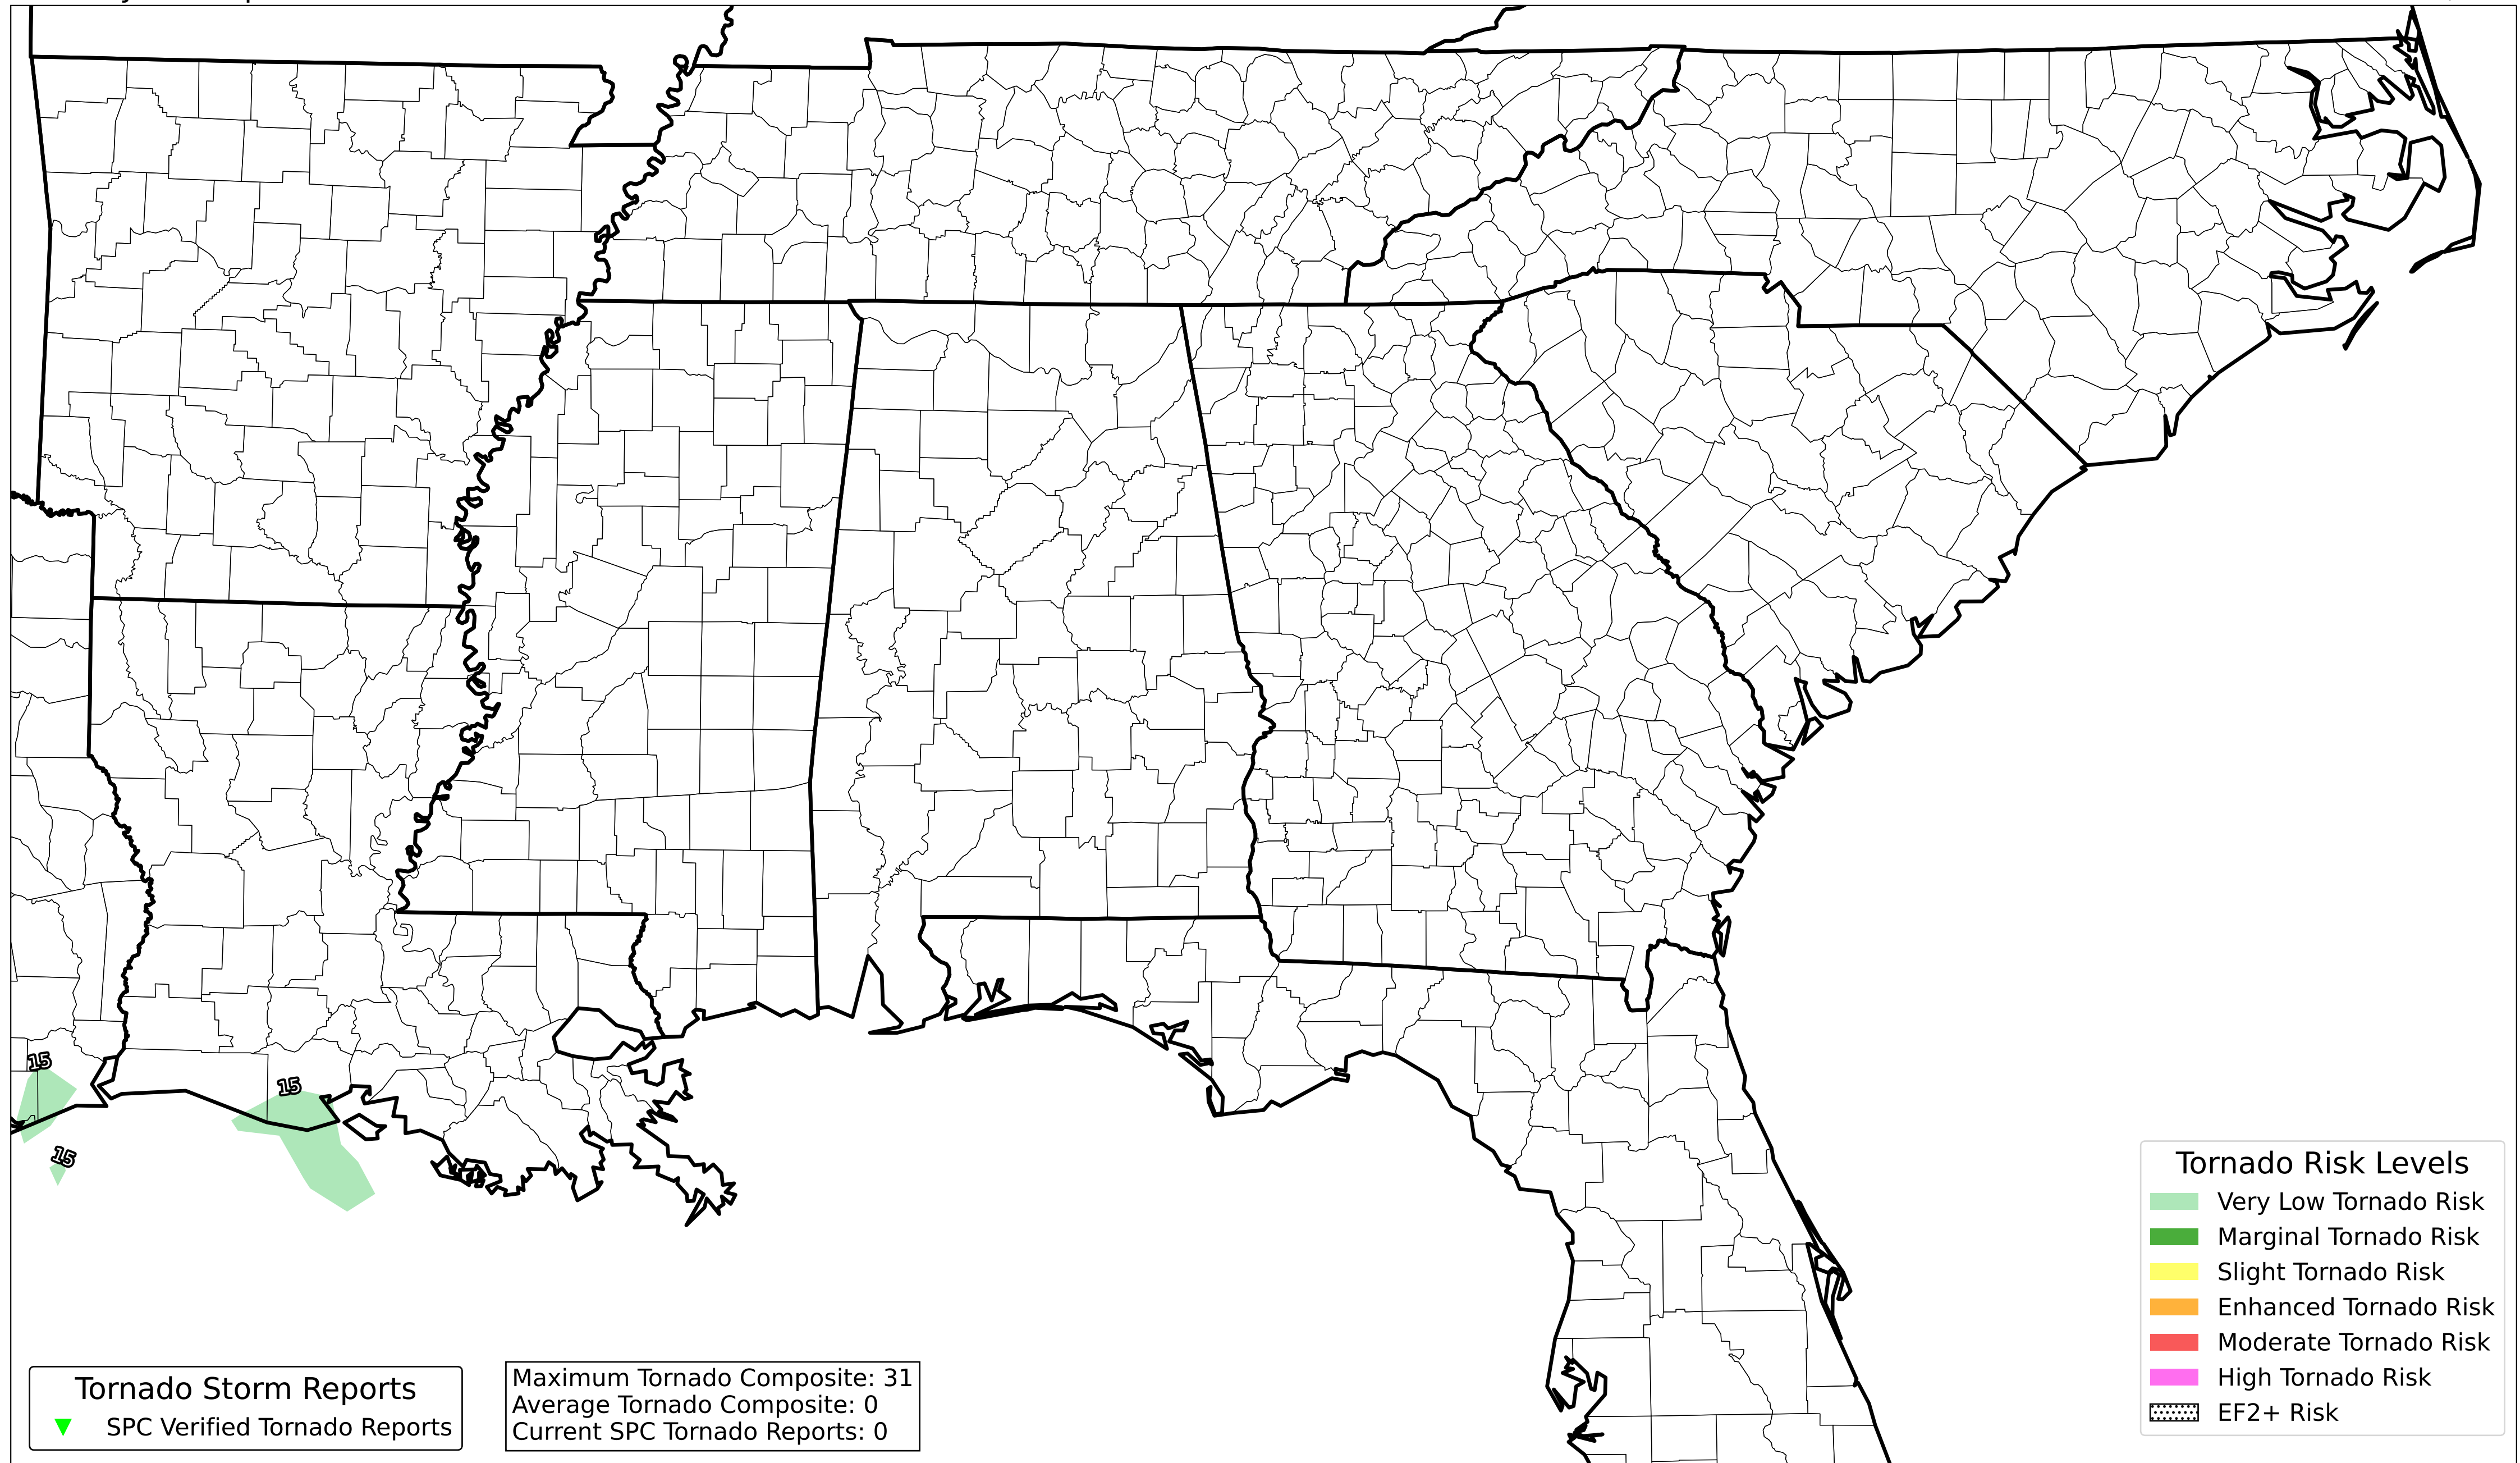 15
15
15
Tornado Risk Levels
Very Low Tornado Risk
Marginal Tornado Risk
Slight Tornado Risk
Enhanced Tornado Risk
Moderate Tornado Risk
High Tornado Risk
EF2+ Risk
Tornado Storm Reports
SPC Verified Tornado Reports
Maximum Tornado Composite: 31
Average Tornado Composite: 0
Current SPC Tornado Reports: 0